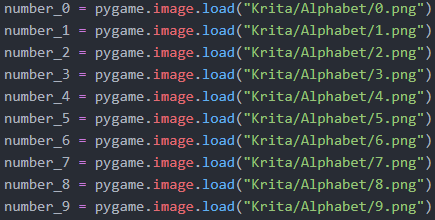 number_0 = pygame.image.load("Krita/Alphabet/0.png")
number_1 = pygame.image.load("Krita/Alphabet/1.png")
number_2 = pygame.image.load("Krita/Alphabet/2.png")
number_3 = pygame.image.load("Krita/Alphabet/3.png")
number_4 = pygame.image.load("Krita/Alphabet/4.png")
number_5 = pygame.image.load("Krita/Alphabet/5.png")
number_6 = pygame.image.load("Krita/Alphabet/6.png")
number_7 = pygame.image.load("Krita/Alphabet/7.png")
number_8 = pygame.image.load("Krita/Alphabet/8.png")
number_9 = pygame.image.load("Krita/Alphabet/9.png")